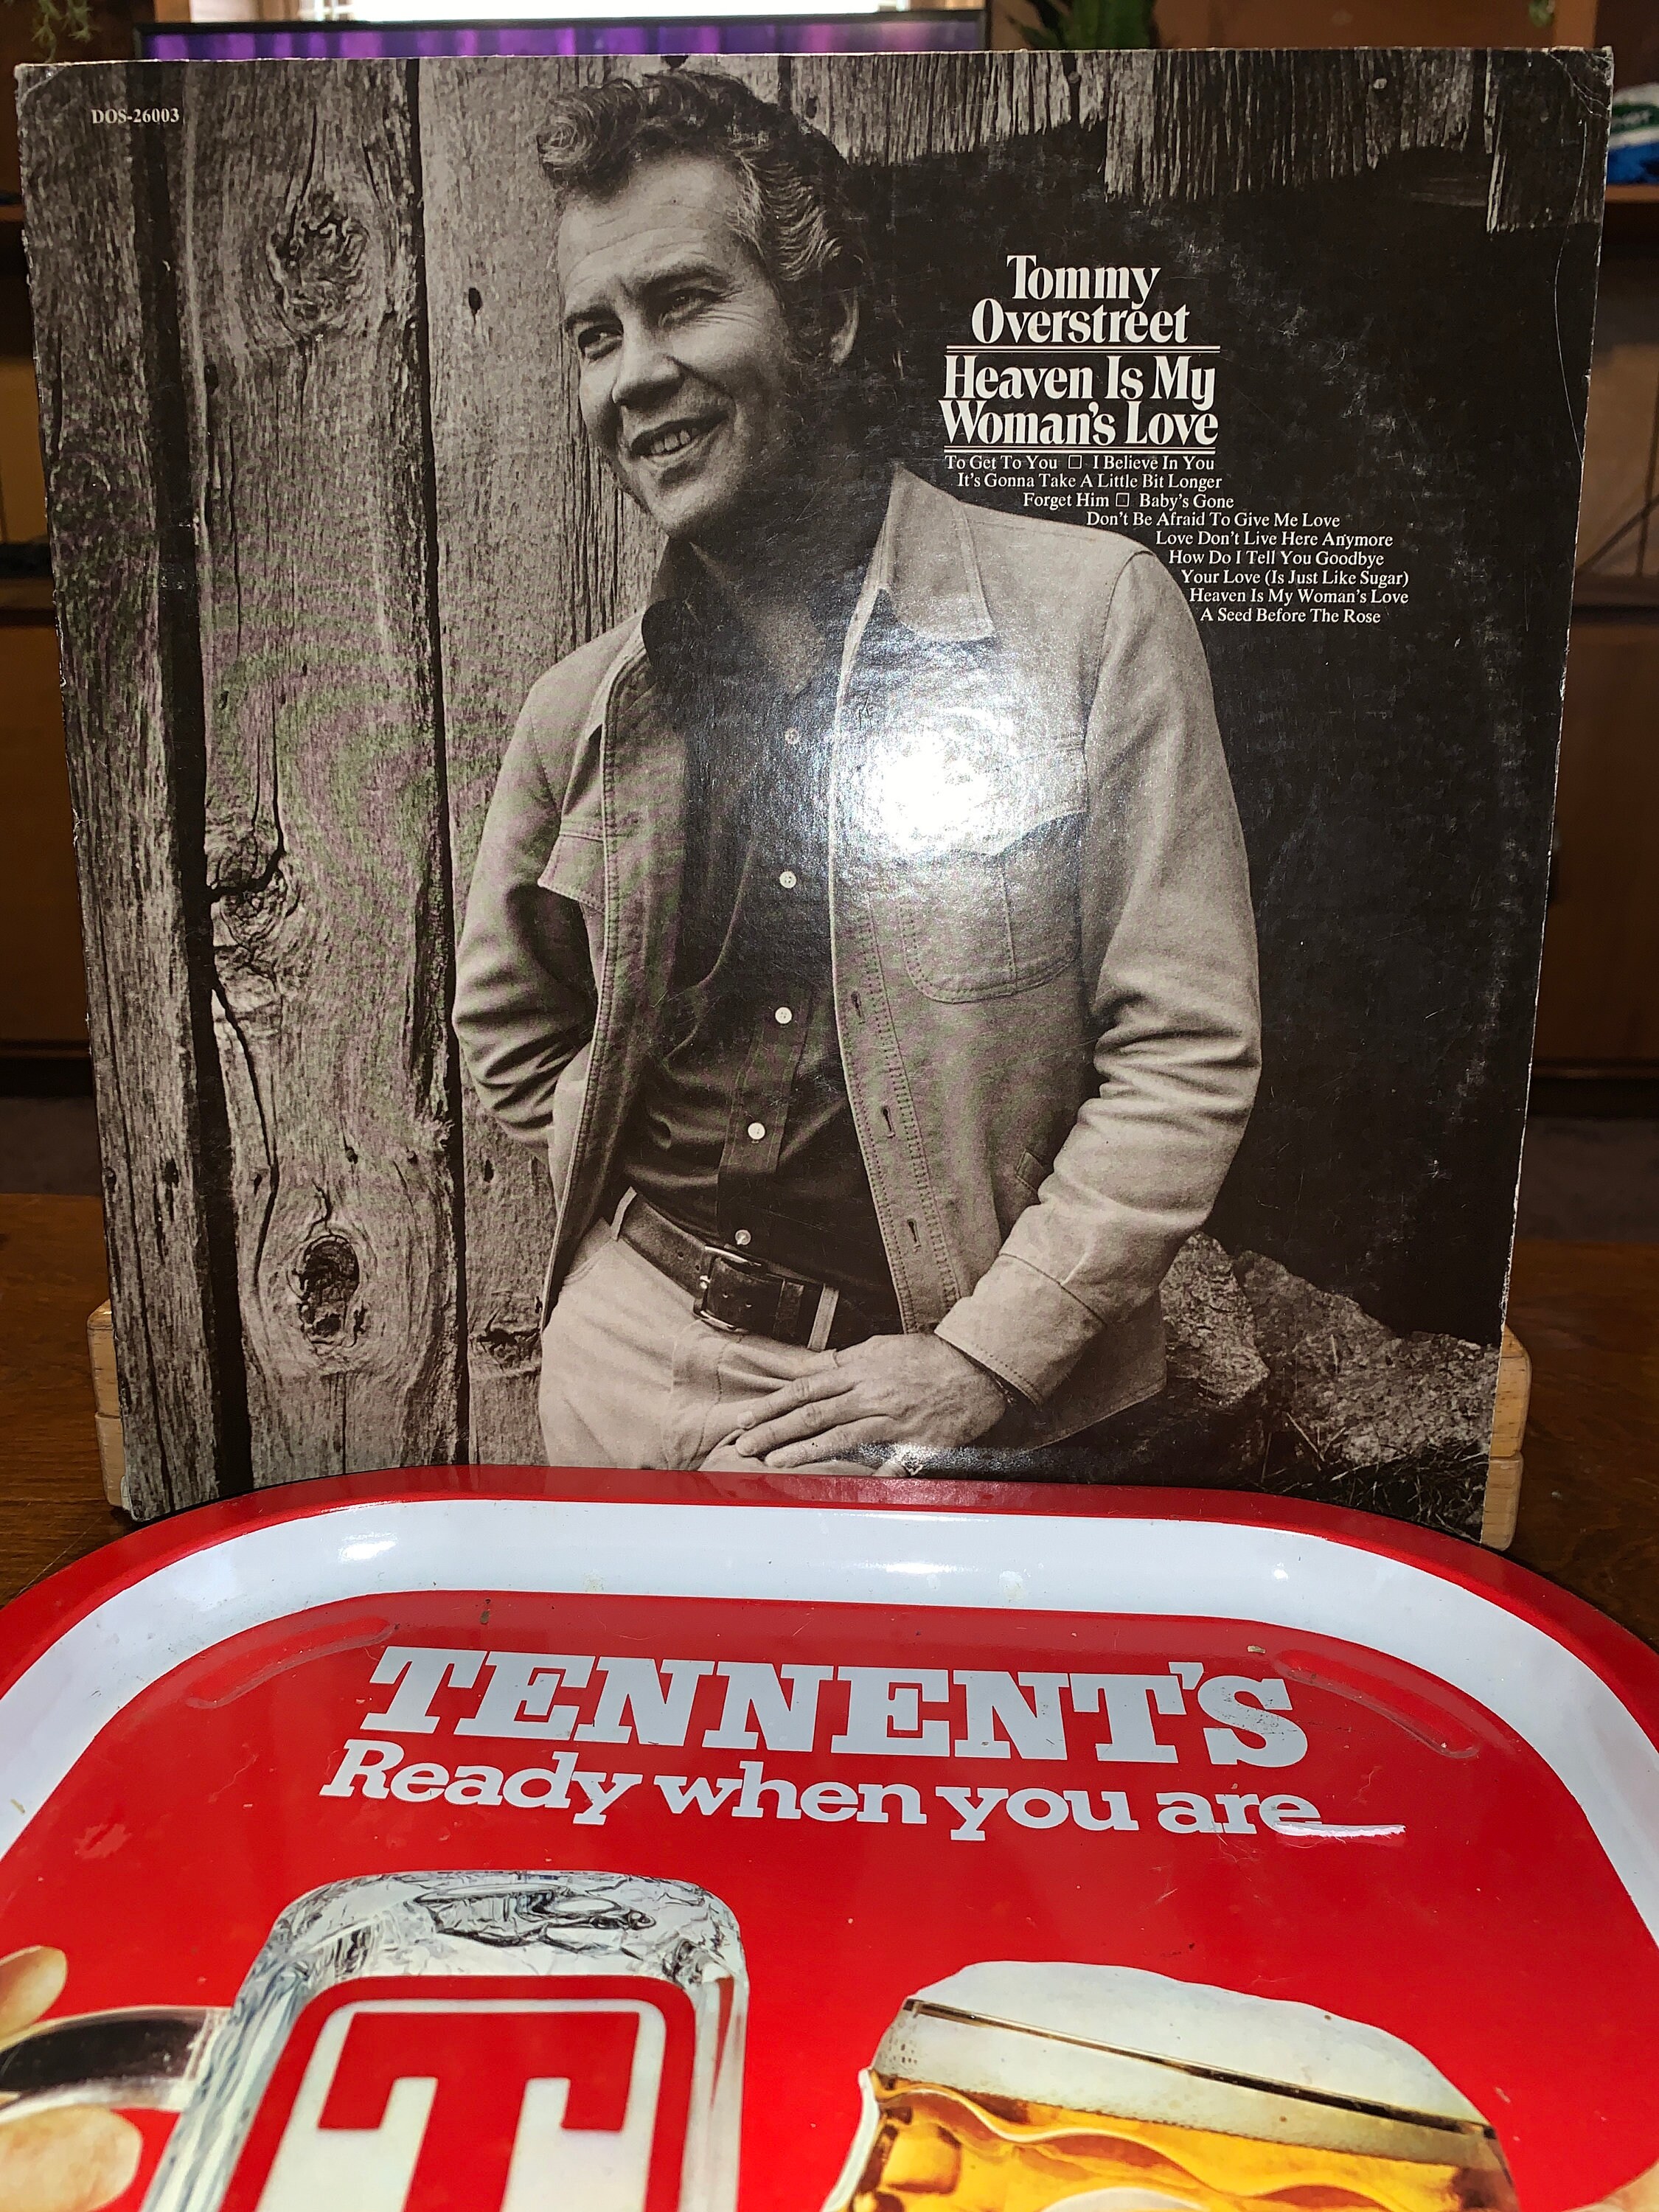 DOS-26003
Tommy
Overstreet
Heaven Is My
Woman's Love
To Get To You □ I Believe In You
It's Gonna Take A Little Bit Longer
Forget Him □ Baby's Gone
Don't Be Afraid To Give Me Love
Love Don't Live Here Anymore
How Do I Tell You Goodbye
Your Love (Is Just Like Sugar)
Heaven Is My Woman's Love
A Seed Before The Rose
TENNENT'S
Ready when you are
T